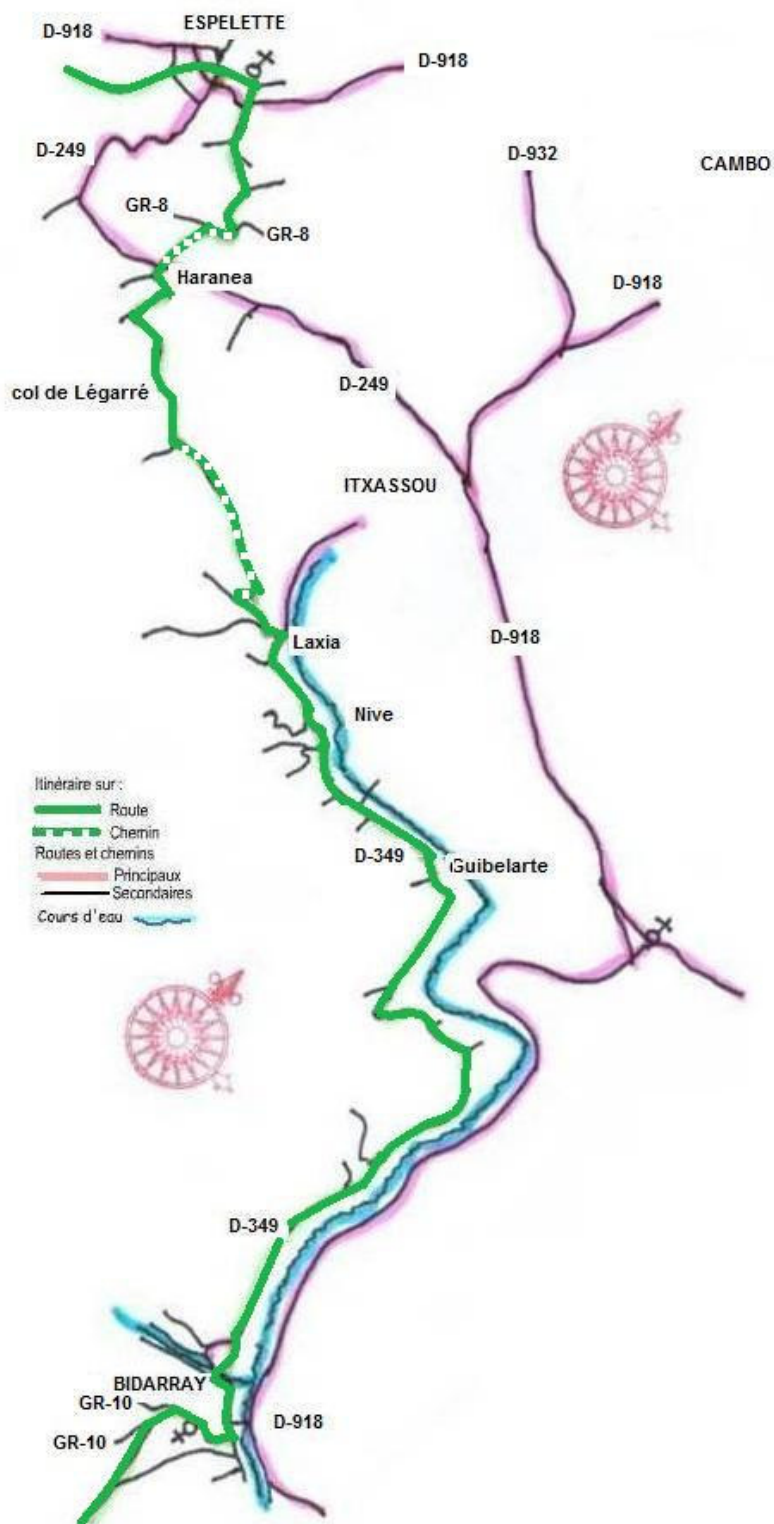 ESPELETTE
D-918
D-918
D-249
D-932
CAMBO
GR-8
GR-8
Haranea
D-918
D-249
col de Légarré
ITXASSOU
D-918
Laxia
Nive
Itinéraire sur :
Route
Chemin
Routes et chemins
Principaux
Secondaires
Cours d'eau
D-349
Guibelarte
D-349
BIDARRAY
GR-10
D-918
GR-10